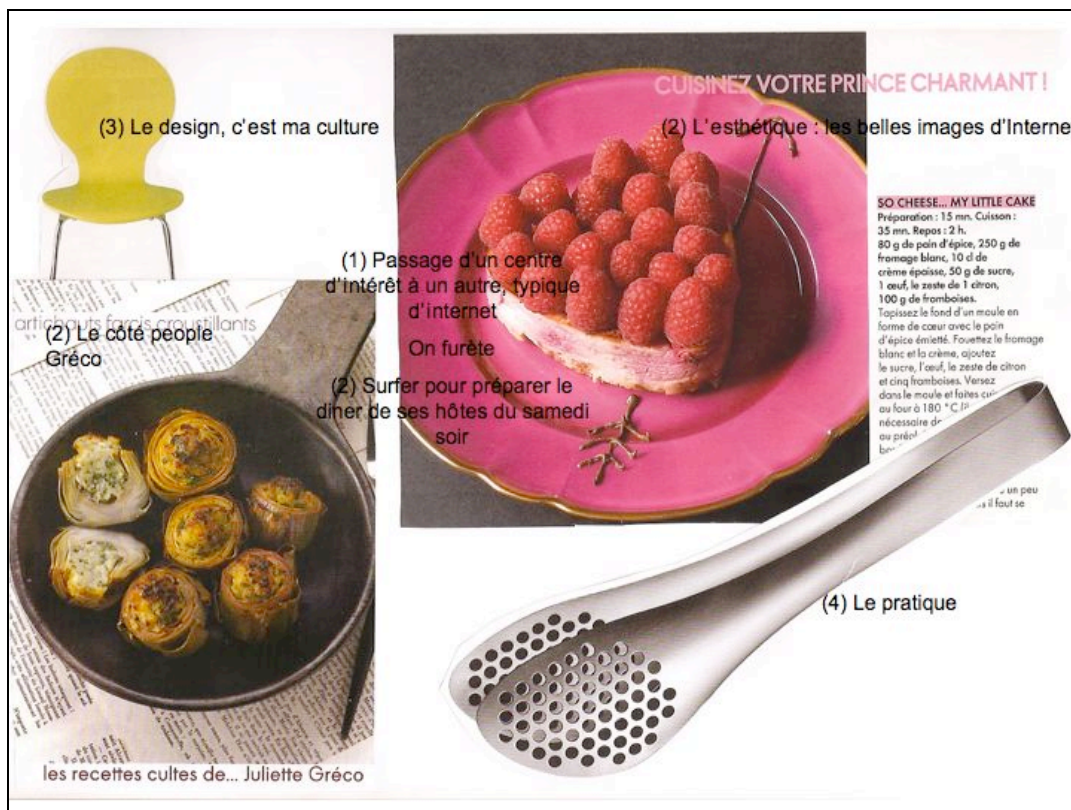 CUISINEZ VOTRE PRINCE CHARMANT !
(3) Le design, c'est ma culture
(2) L'esthétique : les belles images d'Interne
SO CHEESE... MY LITTLE CAKE
Préparation : 15 mn. Cuisson :
35 mn. Repos : 2 h.
80 g de pain d'épice, 250 g de
fromage blanc, 10 cl de
crème épaisse, 50 g de sucre,
1 œuf, le zeste de 1 citron,
100 g de framboises.
Tapissez le fond d'un moule en
forme de cœur avec le pain
d'épice émietté. Fouettez le fromage
blanc et la crème, ajoutez
le sucre, l'œuf, le zeste de citron
et cinq framboises. Versez
dans le moule et faites
au four à 180 °C
nécessaire
au
un peu
il faut se
(1) Passage d'un centre
d'intérêt à un autre, typique
d'internet
On furète
(2) Surfer pour préparer le
diner de ses hôtes du samedi
soir
artichauts farcis croustillants
(2) Le côté people
Gréco
(4) Le pratique
les recettes cultes de... Juliette Gréco